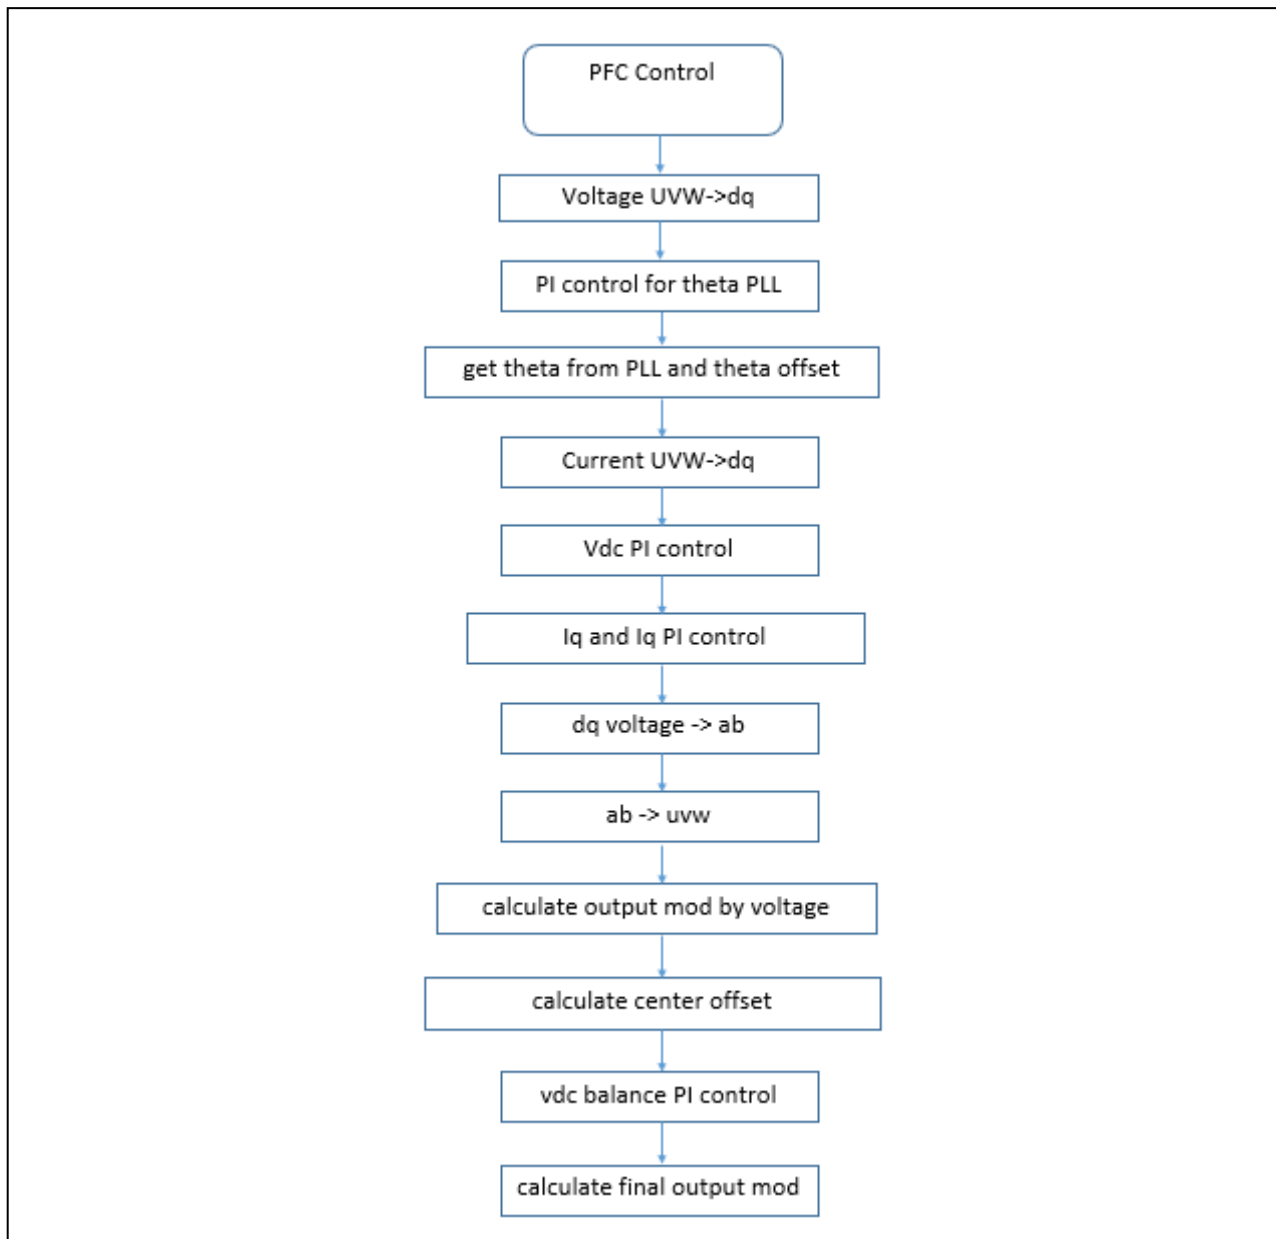 PFC Control
Voltage UVW->dq
PI control for theta PLL
get theta from PLL and theta offset
Current UVW->dq
Vdc PI control
Iq and Iq PI control
dq voltage -> ab
ab -> uvw
calculate output mod by voltage
calculate center offset
vdc balance PI control
calculate final output mod